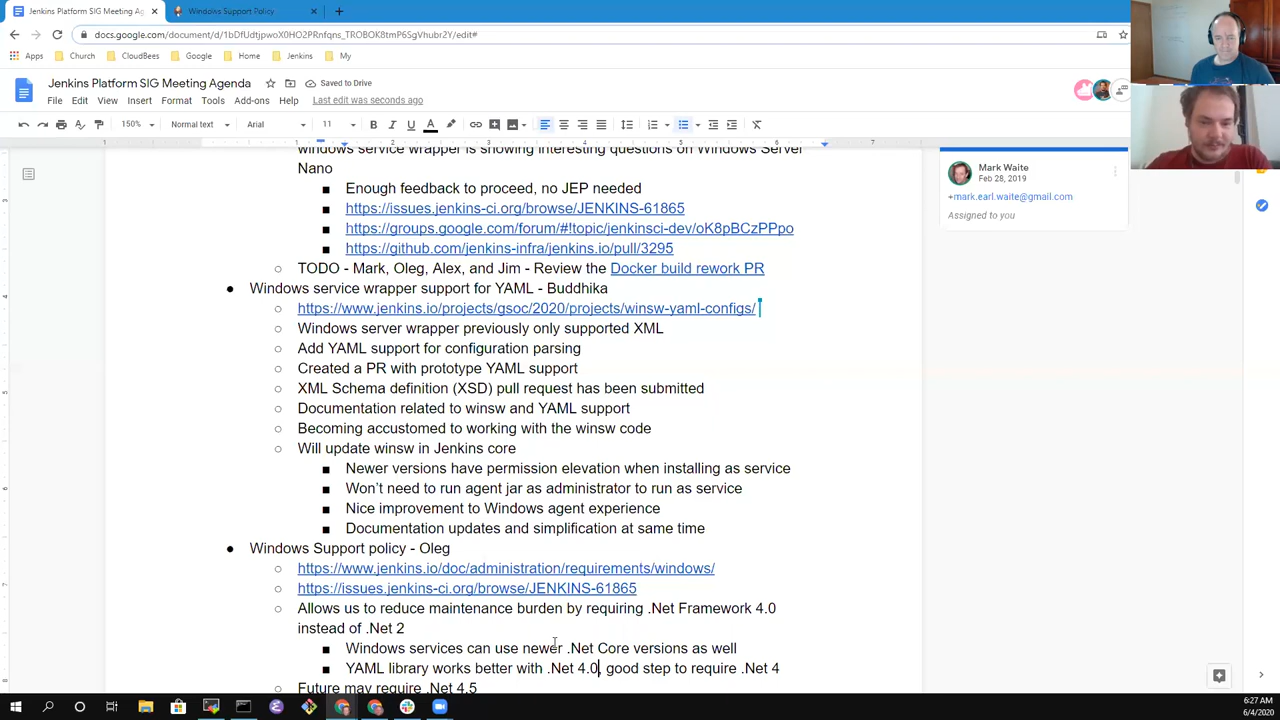 Jenkins Platform SIG Meeting Ag
Windows Support Policy
docs.google.com/document/d/1bDfUdtjpwoX0HO2PRnfqns_TROBOK8tmP6SgVhubr2Y/edit#
Apps Church CloudBees Google Home Jenkins My
Jenkins Platform SIG Meeting Agenda
Saved to Drive
File Edit View Insert Format Tools Add-ons Help Last edit was seconds ago
150% Normal text Arial 11 B I U A
1 1 2 3 4 5 6 7
windows service wrapper is showing interesting questions on Windows Server
Nano
■ Enough feedback to proceed, no JEP needed
■ https://issues.jenkins-ci.org/browse/JENKINS-61865
■ https://groups.google.com/forum/#!topic/jenkinsci-dev/oK8pBCzPPpo
■ https://github.com/jenkins-infra/jenkins.io/pull/3295
○ TODO - Mark, Oleg, Alex, and Jim - Review the Docker build rework PR
● Windows service wrapper support for YAML - Buddhika
○ https://www.jenkins.io/projects/gsoc/2020/projects/winsw-yaml-configs/
○ Windows server wrapper previously only supported XML
○ Add YAML support for configuration parsing
○ Created a PR with prototype YAML support
○ XML Schema definition (XSD) pull request has been submitted
○ Documentation related to winsw and YAML support
○ Becoming accustomed to working with the winsw code
○ Will update winsw in Jenkins core
■ Newer versions have permission elevation when installing as service
■ Won't need to run agent jar as administrator to run as service
■ Nice improvement to Windows agent experience
■ Documentation updates and simplification at same time
● Windows Support policy - Oleg
○ https://www.jenkins.io/doc/administration/requirements/windows/
○ https://issues.jenkins-ci.org/browse/JENKINS-61865
○ Allows us to reduce maintenance burden by requiring .Net Framework 4.0
instead of .Net 2
■ Windows services can use newer .Net Core versions as well
■ YAML library works better with .Net 4.0, good step to require .Net 4
○ Future may require .Net 4.5
Mark Waite
Feb 28, 2019
+mark.earl.waite@gmail.com
Assigned to you
6:27 AM
6/4/2020